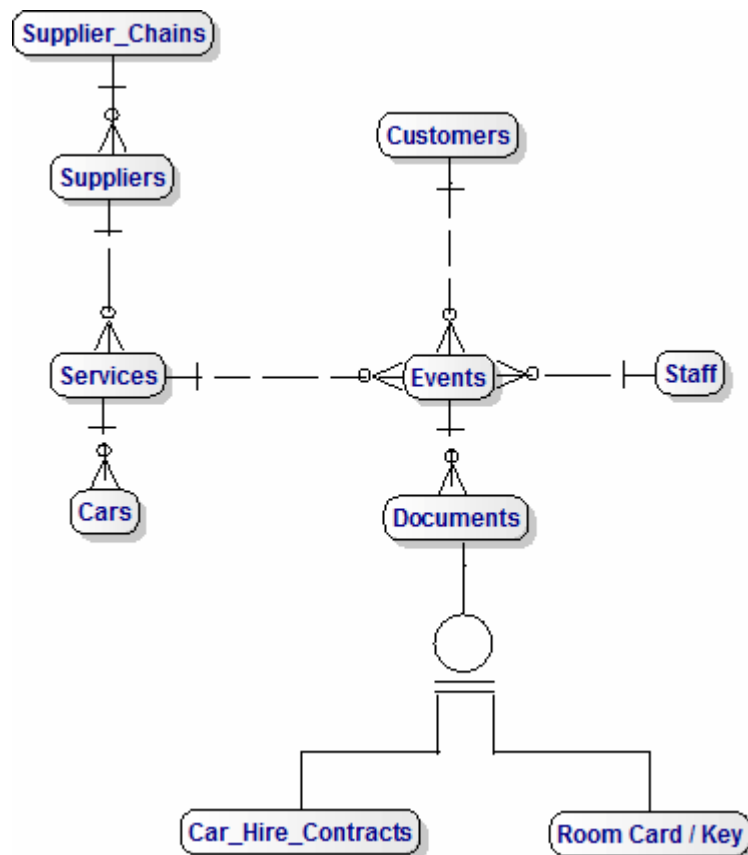 Supplier_Chains
Customers
Suppliers
Services
Events
Staff
Cars
Documents
Car_Hire_Contracts
Room Card / Key